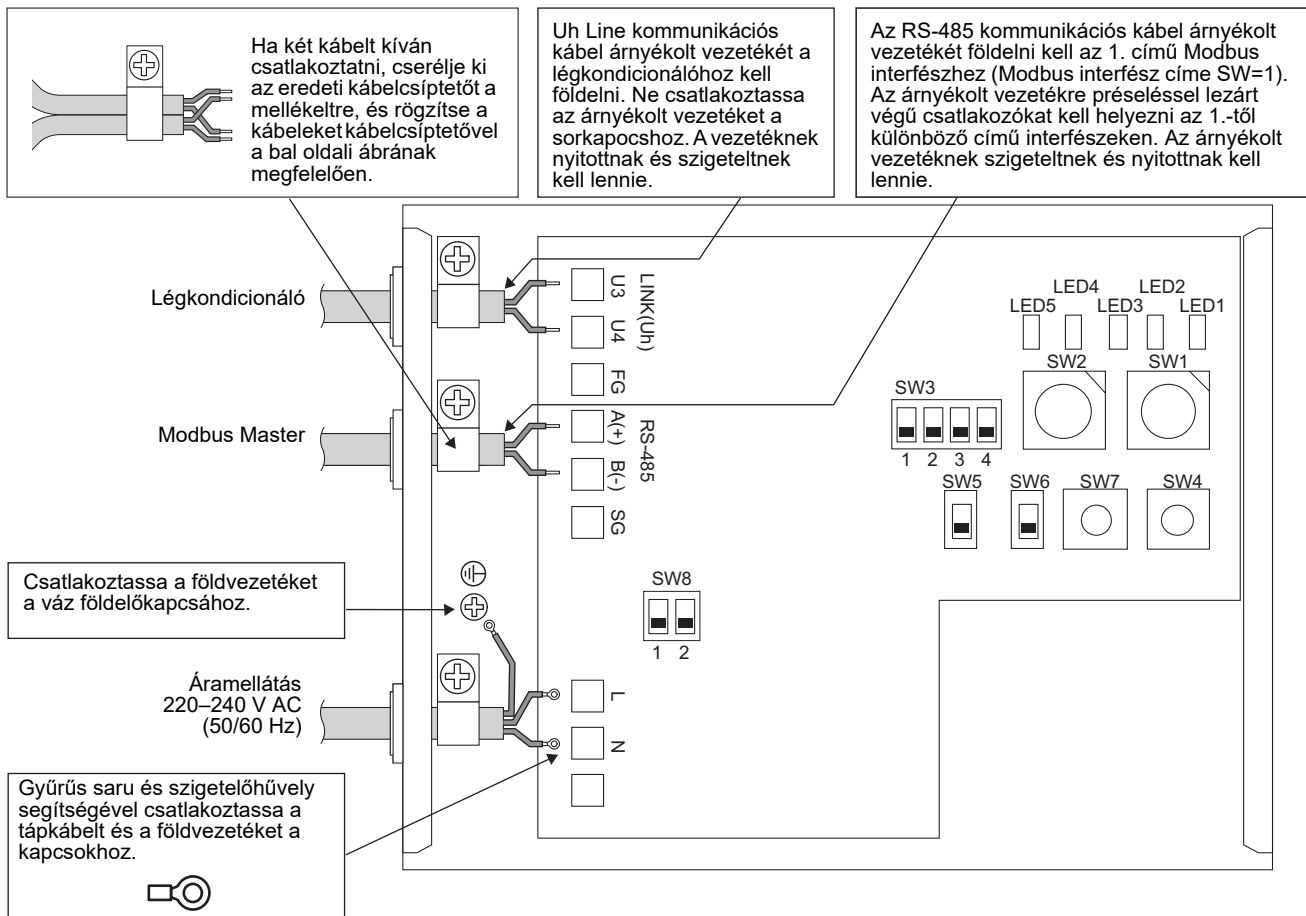 Ha két kábelt kíván
csatlakoztatni, cserélje ki
az eredeti kábelcsíptetőt a
mellékeltre, és rögzítse a
kábeleket kábelcsíptetővel
a bal oldali ábrának
megfelelően.
Uh Line kommunikációs
kábel árnyékolt vezetékét a
légkondicionálóhoz kell
földelni. Ne csatlakoztassa
az árnyékolt vezetéket a
sorkapocshoz. A vezetéknek
nyitottnak és szigeteltnek
kell lennie.
Az RS-485 kommunikációs kábel árnyékolt
vezetékét földelni kell az 1. című Modbus
interfészhez (Modbus interfész címe SW=1).
Az árnyékolt vezetékre préseléssel lezárt
végű csatlakozókat kell helyezni az 1.-től
különböző című interfészeken. Az árnyékolt
vezetéknek szigeteltnek és nyitottnak kell
lennie.
Légkondicionáló
U3
U4
LINK(Uh)
FG
Modbus Master
A(+)
B(-)
RS-485
SG
LED5
LED4
LED3
LED2
LED1
SW2
SW1
SW3
1 2 3 4
SW5
SW6
SW7
SW4
Csatlakoztassa a földvezetéket
a váz földelőkapcsához.
SW8
1 2
Áramellátás
220–240 V AC
(50/60 Hz)
L
N
Gyűrűs saru és szigetelőhüvely
segítségével csatlakoztassa a
tápkábelt és a földvezetéket a
kapcsokhoz.